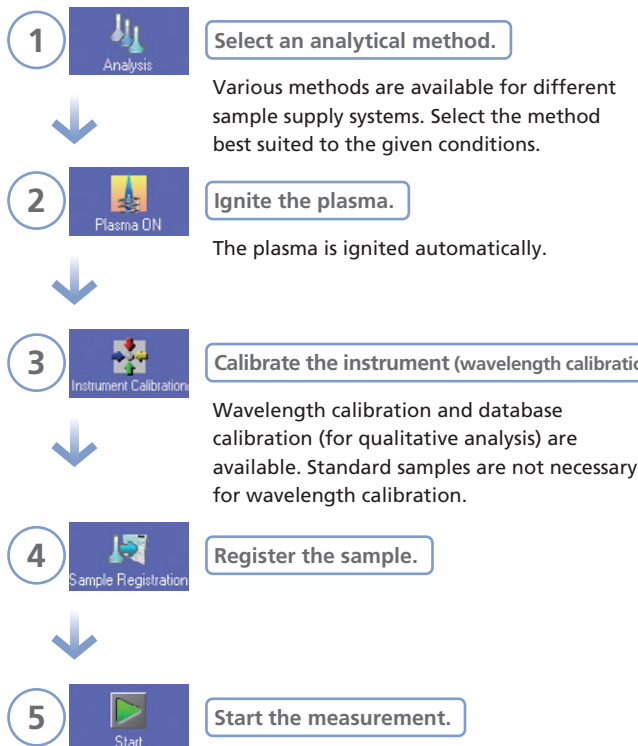 1
Analysis
Select an analytical method.
Various methods are available for different
sample supply systems. Select the method
best suited to the given conditions.
2
Plasma ON
Ignite the plasma.
The plasma is ignited automatically.
3
Instrument Calibration
Calibrate the instrument (wavelength calibratio
Wavelength calibration and database
calibration (for qualitative analysis) are
available. Standard samples are not necessary
for wavelength calibration.
4
Sample Registration
Register the sample.
5
Start
Start the measurement.